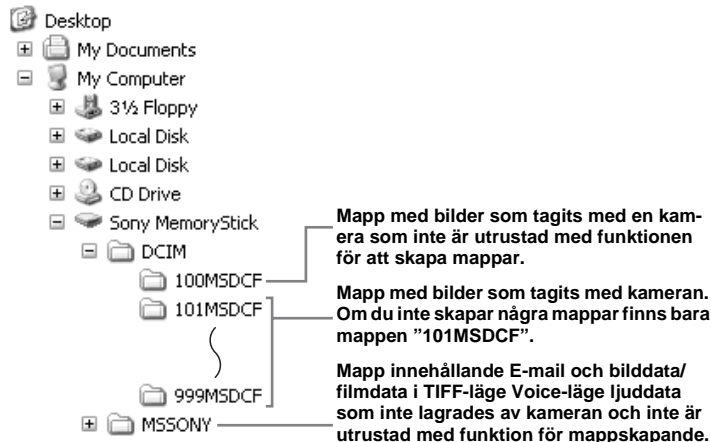 Desktop
My Documents
My Computer
3½ Floppy
Local Disk
Local Disk
CD Drive
Sony MemoryStick
DCIM
100MSDCF
101MSDCF
999MSDCF
MSSONY
Mapp med bilder som tagits med en kam-
era som inte är utrustad med funktionen
för att skapa mappar.
Mapp med bilder som tagits med kameran.
Om du inte skapar några mappar finns bara
mappen ”101MSDCF”.
Mapp innehållande E-mail och bilddata/
filmdata i TIFF-läge Voice-läge ljuddata
som inte lagrades av kameran och inte är
utrustad med funktion för mappskapande.